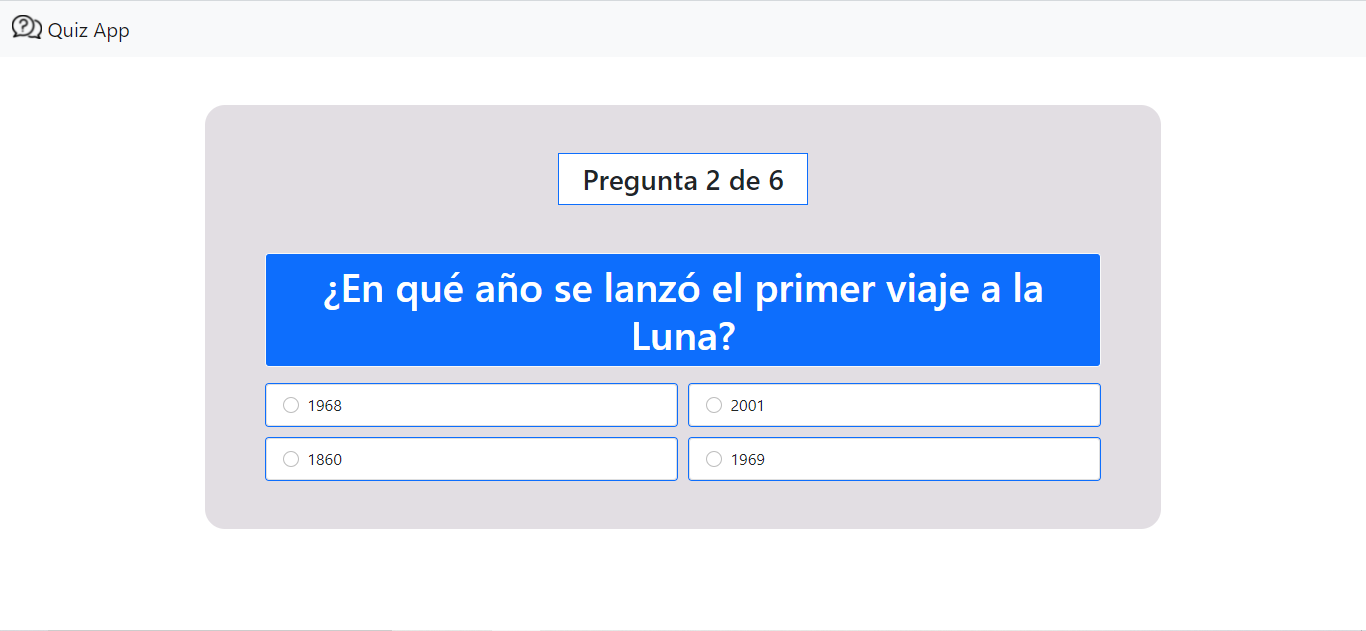 Quiz App
Pregunta 2 de 6
¿En qué año se lanzó el primer viaje a la
Luna?
1968
2001
1860
1969